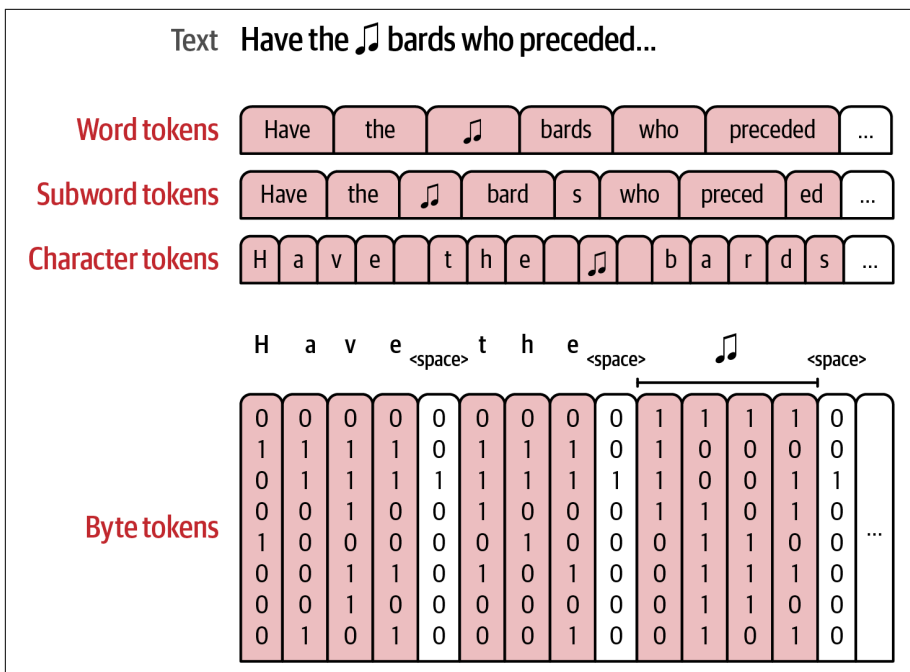 Text Have the ♫ bards who preceded...
Word tokens Have the ♫ bards who preceded ...
Subword tokens Have the ♫ bard s who preced ed ...
Character tokens H a v e t h e ♫ b a r d s ...
H a v e <space> t h e <space> ♫ <space>
0 0 0 0 0 0 0 0 0 1 1 1 1 0
1 1 1 1 0 1 1 1 0 1 0 0 0 0
0 1 1 1 1 1 1 1 1 1 0 0 1 1
0 0 1 0 0 1 0 0 0 1 1 0 1 0
Byte tokens ...
1 0 0 0 0 0 1 0 0 0 1 1 0 0
0 0 1 1 0 1 0 1 0 0 1 1 1 0
0 0 1 0 0 0 0 0 0 0 1 1 0 0
0 1 0 1 0 0 0 1 0 0 1 0 1 0